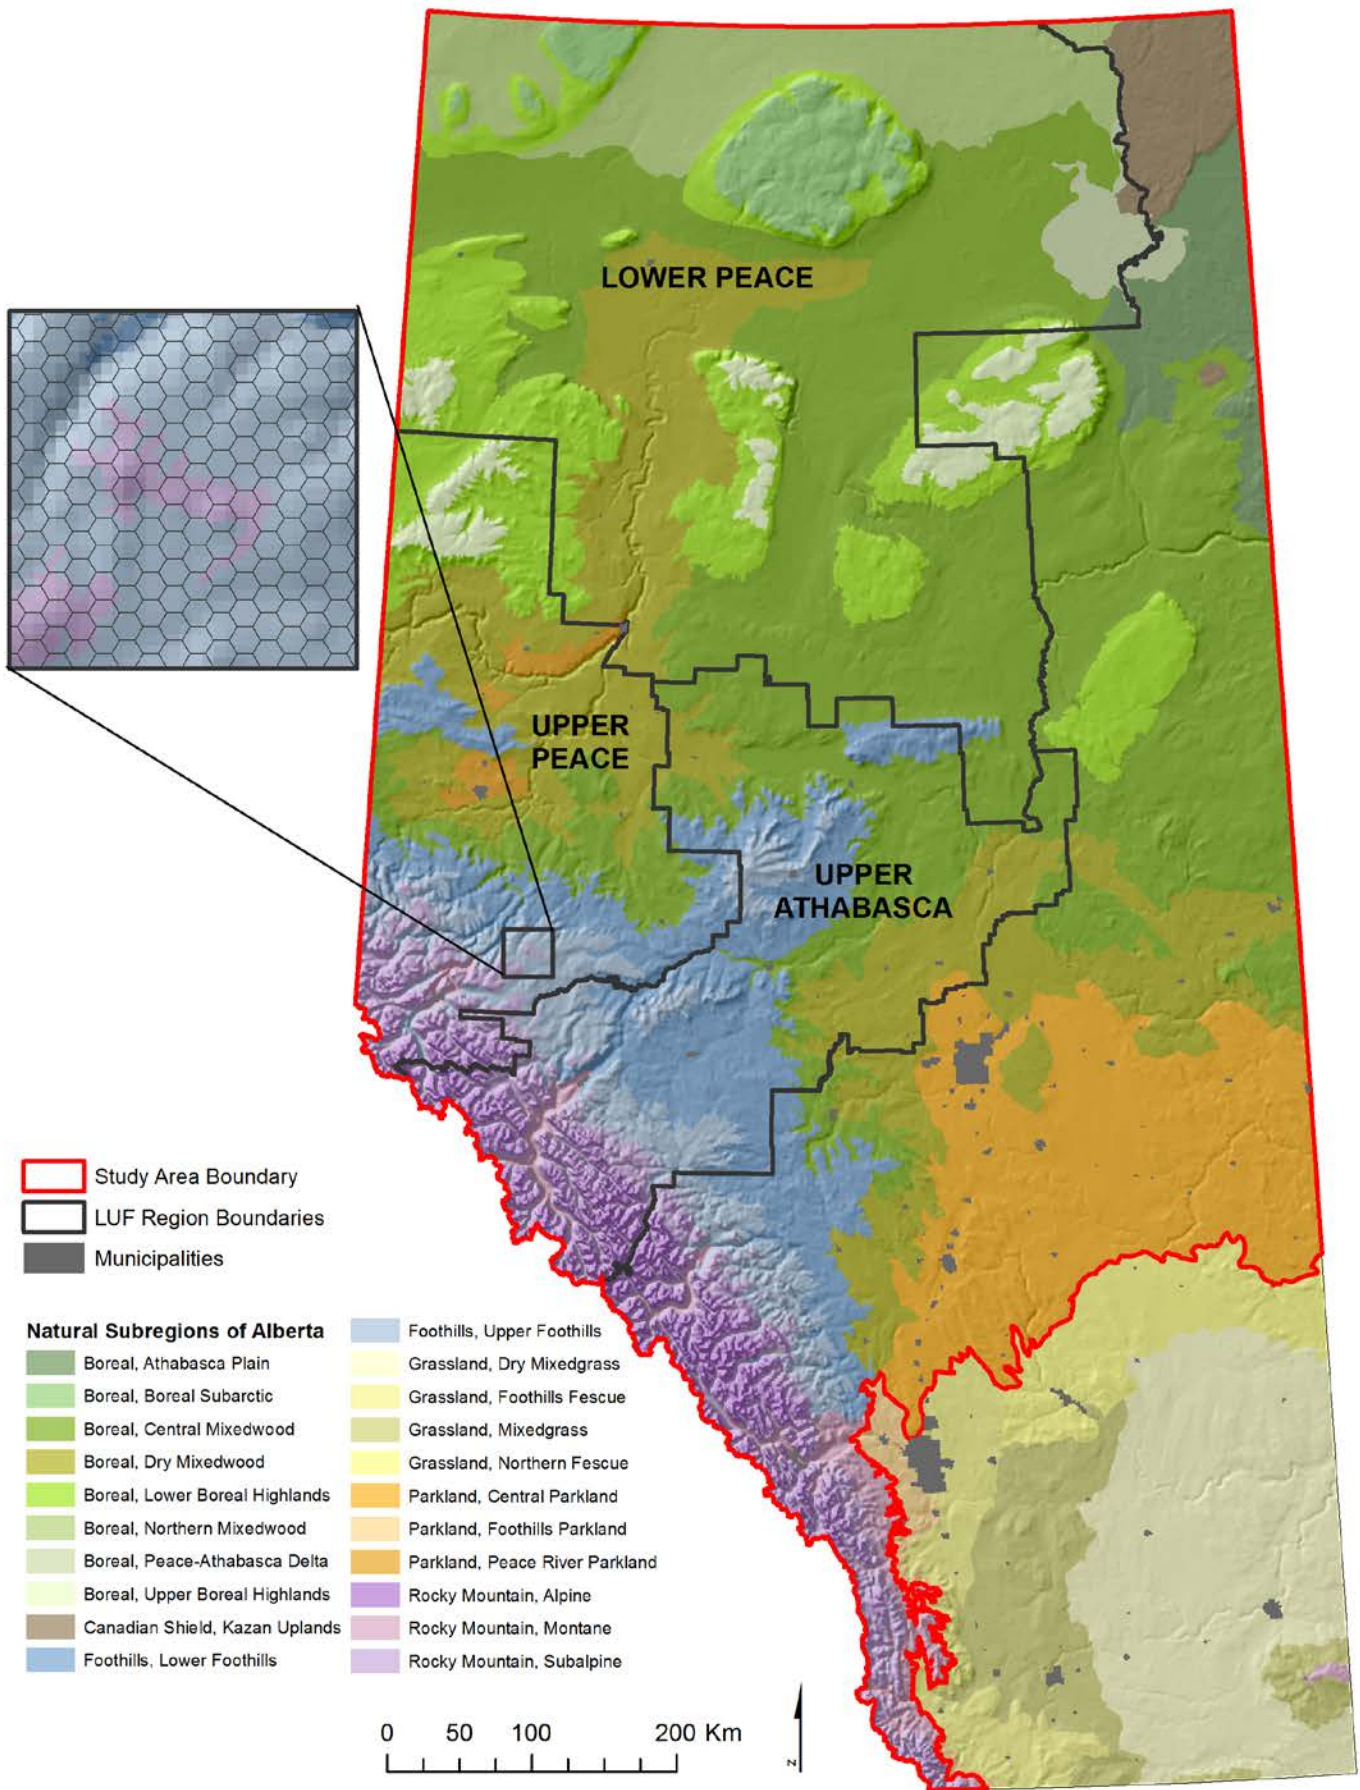 LOWER PEACE
UPPER
PEACE
UPPER
ATHABASCA
Study Area Boundary
LUF Region Boundaries
Municipalities
Natural Subregions of Alberta
Boreal, Athabasca Plain
Boreal, Boreal Subarctic
Boreal, Central Mixedwood
Boreal, Dry Mixedwood
Boreal, Lower Boreal Highlands
Boreal, Northern Mixedwood
Boreal, Peace-Athabasca Delta
Boreal, Upper Boreal Highlands
Canadian Shield, Kazan Uplands
Foothills, Lower Foothills
Foothills, Upper Foothills
Grassland, Dry Mixedgrass
Grassland, Foothills Fescue
Grassland, Mixedgrass
Grassland, Northern Fescue
Parkland, Central Parkland
Parkland, Foothills Parkland
Parkland, Peace River Parkland
Rocky Mountain, Alpine
Rocky Mountain, Montane
Rocky Mountain, Subalpine
0 50 100 200 Km
N